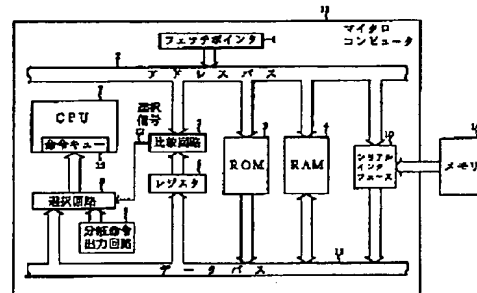 11
マイクロ
コンピュータ
フェッチポインタ
アドレスバス
CPU
命令キュー
選択
信号
比較回路
レジスタ
ROM
RAM
10
シリアル
インタ
フェース
メモリ
選択回路
分岐命令
出力回路
データバス